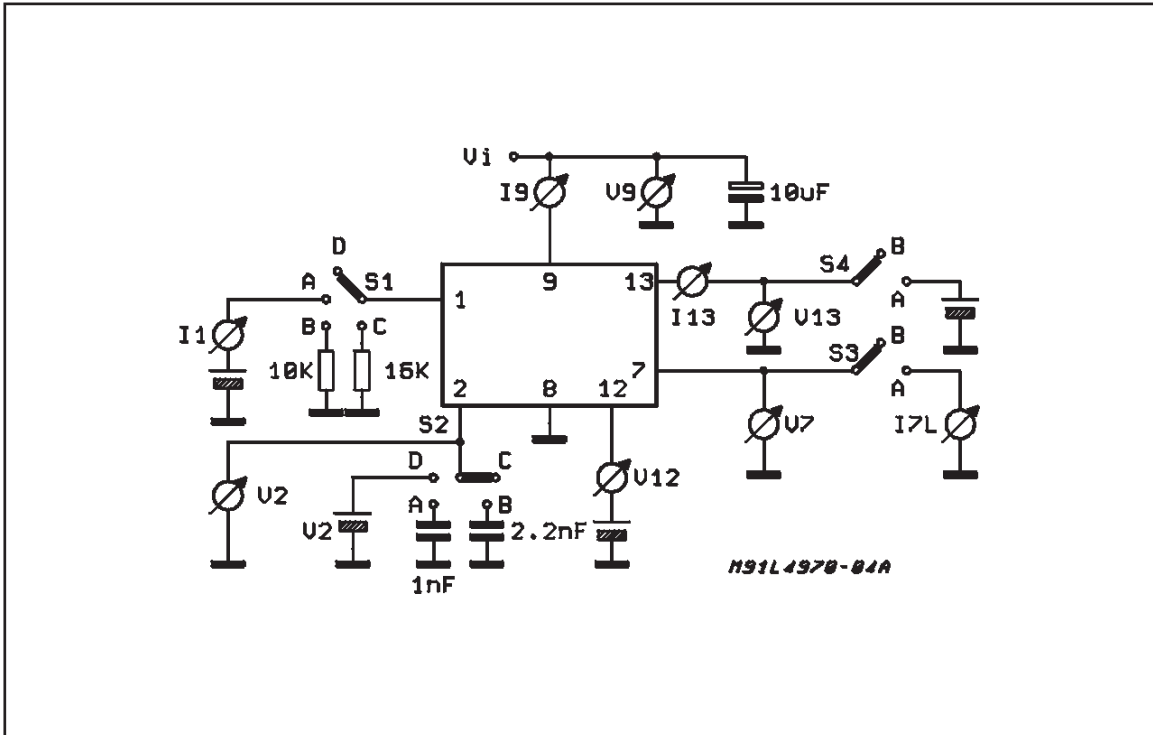 Vi
I9 V9 10uF
D
A S1
B C
I1
10K 15K
1 9 13
2 8 12 7
I13 V13
S4 B
A
S3 B
A
V7 I7L
S2
D C
A B
V2
V2
1nF
2.2nF
V12
M91L4970-04A